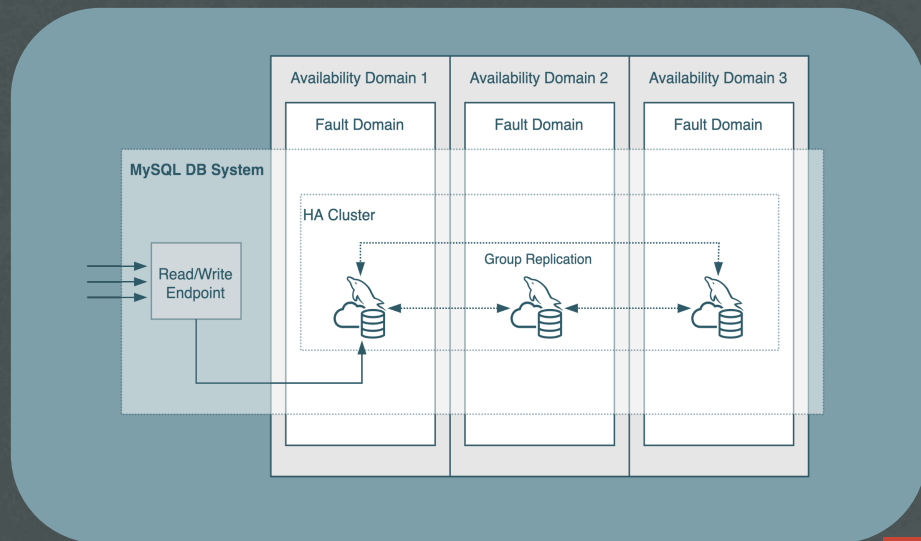 Availability Domain 1
Availability Domain 2
Availability Domain 3
Fault Domain
Fault Domain
Fault Domain
MySQL DB System
HA Cluster
Group Replication
Read/Write
Endpoint